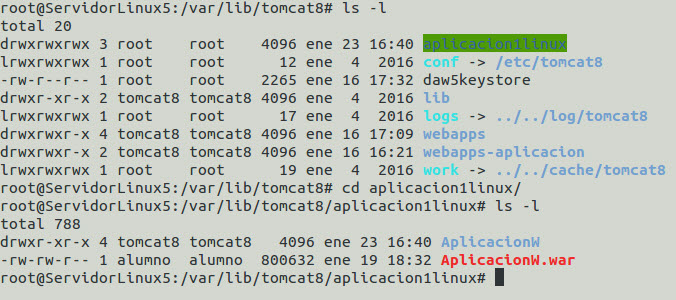 root@ServidorLinux5:/var/lib/tomcat8# ls -l
total 20
drwxrwxrwx 3 root    root    4096 ene 23 16:40 aplicacion1linux
lrwxrwxrwx 1 root    root      12 ene  4  2016 conf -> /etc/tomcat8
-rw-r--r-- 1 root    root    2265 ene 16 17:32 daw5keystore
drwxr-xr-x 2 tomcat8 tomcat8 4096 ene  4  2016 lib
lrwxrwxrwx 1 root    root      17 ene  4  2016 logs -> ../../log/tomcat8
drwxrwxr-x 4 tomcat8 tomcat8 4096 ene 16 17:09 webapps
drwxrwxr-x 2 tomcat8 tomcat8 4096 ene 16 16:21 webapps-aplicacion
lrwxrwxrwx 1 root    root      19 ene  4  2016 work -> ../../cache/tomcat8
root@ServidorLinux5:/var/lib/tomcat8# cd aplicacion1linux/
root@ServidorLinux5:/var/lib/tomcat8/aplicacion1linux# ls -l
total 788
drwxr-xr-x 4 tomcat8 tomcat8   4096 ene 23 16:40 AplicacionW
-rw-rw-r-- 1 alumno  alumno  800632 ene 19 18:32 AplicacionW.war
root@ServidorLinux5:/var/lib/tomcat8/aplicacion1linux#